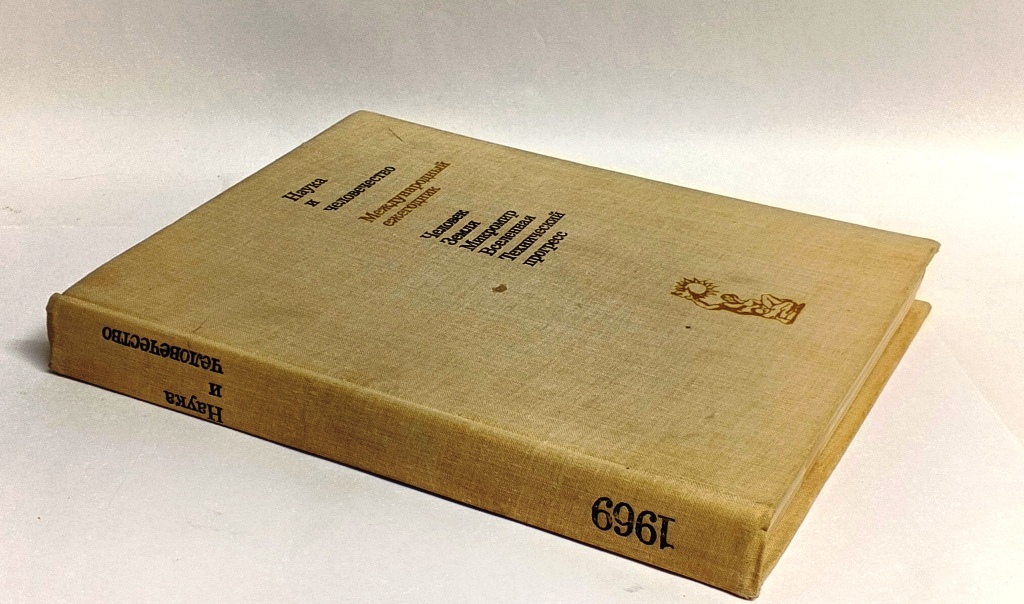 Наука
и человечество
Международный
ежегодник
Человек
Земля
Микромир
Вселенная
Технический
прогресс
Наука
и
Человечество
1969